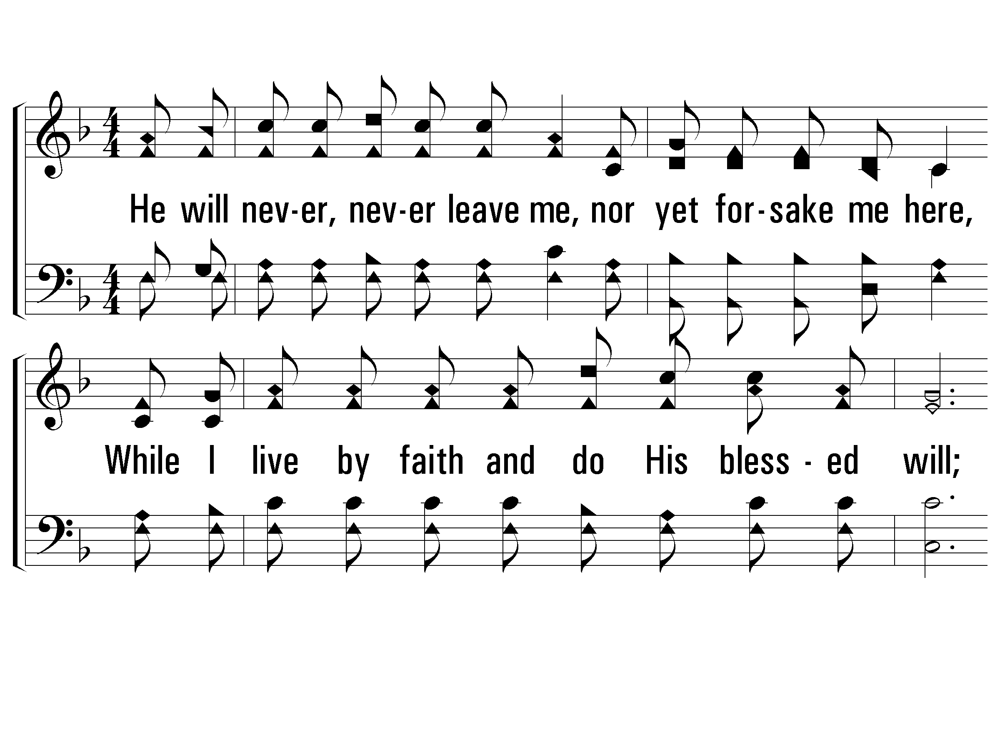 He will nev-er, nev-er leave me, nor yet for-sake me here,
While I live by faith and do His bless - ed will;